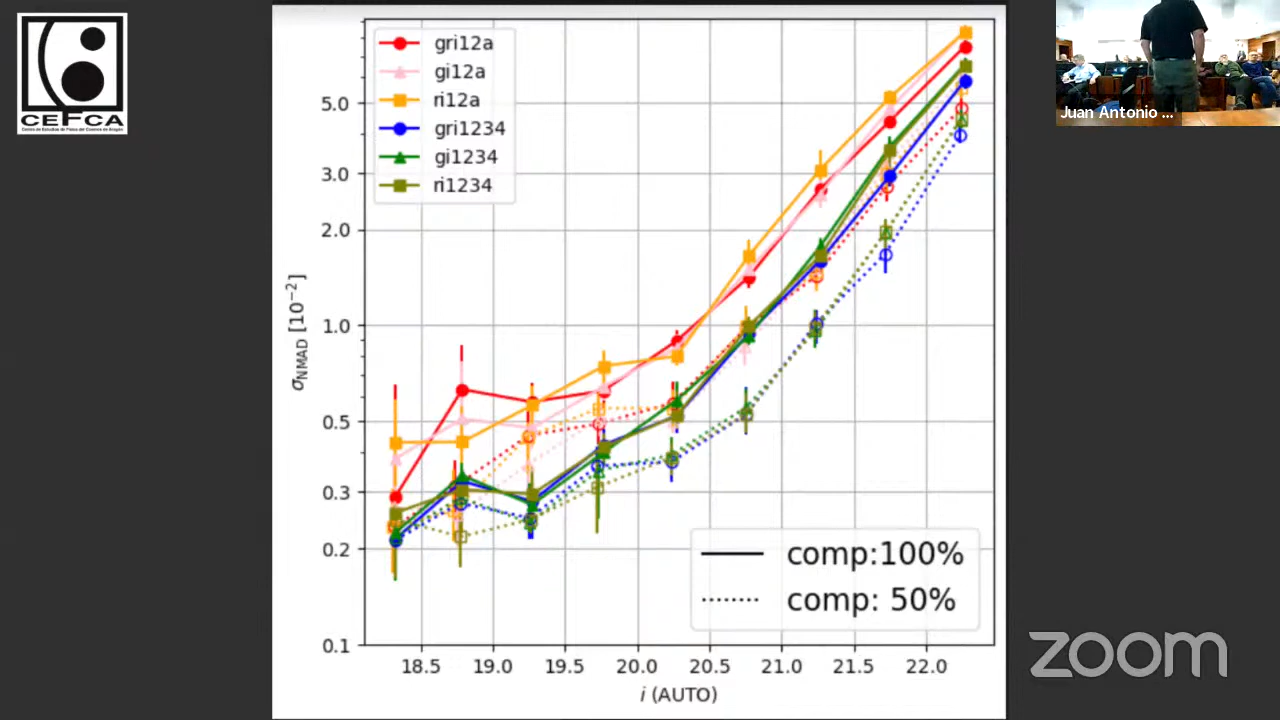 CEFCA
Centro de Estudios de Física del Cosmos de Aragón
gri12a
gi12a
ri12a
gri1234
gi1234
ri1234
5.0
3.0
2.0
1.0
0.5
0.3
0.2
0.1
σNMAD [10⁻²]
comp:100%
comp: 50%
18.5 19.0 19.5 20.0 20.5 21.0 21.5 22.0
i (AUTO)
Juan Antonio ...
zoom